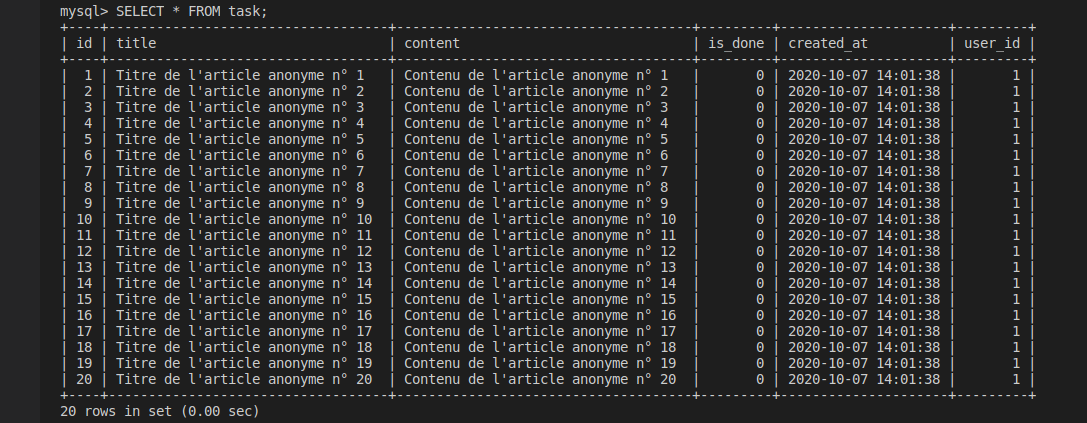 mysql> SELECT * FROM task;
+----+-----------------------------------+-------------------------------------+---------+---------------------+---------+
| id | title                             | content                             | is_done | created_at          | user_id |
+----+-----------------------------------+-------------------------------------+---------+---------------------+---------+
|  1 | Titre de l'article anonyme n° 1   | Contenu de l'article anonyme n° 1   |       0 | 2020-10-07 14:01:38 |       1 |
|  2 | Titre de l'article anonyme n° 2   | Contenu de l'article anonyme n° 2   |       0 | 2020-10-07 14:01:38 |       1 |
|  3 | Titre de l'article anonyme n° 3   | Contenu de l'article anonyme n° 3   |       0 | 2020-10-07 14:01:38 |       1 |
|  4 | Titre de l'article anonyme n° 4   | Contenu de l'article anonyme n° 4   |       0 | 2020-10-07 14:01:38 |       1 |
|  5 | Titre de l'article anonyme n° 5   | Contenu de l'article anonyme n° 5   |       0 | 2020-10-07 14:01:38 |       1 |
|  6 | Titre de l'article anonyme n° 6   | Contenu de l'article anonyme n° 6   |       0 | 2020-10-07 14:01:38 |       1 |
|  7 | Titre de l'article anonyme n° 7   | Contenu de l'article anonyme n° 7   |       0 | 2020-10-07 14:01:38 |       1 |
|  8 | Titre de l'article anonyme n° 8   | Contenu de l'article anonyme n° 8   |       0 | 2020-10-07 14:01:38 |       1 |
|  9 | Titre de l'article anonyme n° 9   | Contenu de l'article anonyme n° 9   |       0 | 2020-10-07 14:01:38 |       1 |
| 10 | Titre de l'article anonyme n° 10  | Contenu de l'article anonyme n° 10  |       0 | 2020-10-07 14:01:38 |       1 |
| 11 | Titre de l'article anonyme n° 11  | Contenu de l'article anonyme n° 11  |       0 | 2020-10-07 14:01:38 |       1 |
| 12 | Titre de l'article anonyme n° 12  | Contenu de l'article anonyme n° 12  |       0 | 2020-10-07 14:01:38 |       1 |
| 13 | Titre de l'article anonyme n° 13  | Contenu de l'article anonyme n° 13  |       0 | 2020-10-07 14:01:38 |       1 |
| 14 | Titre de l'article anonyme n° 14  | Contenu de l'article anonyme n° 14  |       0 | 2020-10-07 14:01:38 |       1 |
| 15 | Titre de l'article anonyme n° 15  | Contenu de l'article anonyme n° 15  |       0 | 2020-10-07 14:01:38 |       1 |
| 16 | Titre de l'article anonyme n° 16  | Contenu de l'article anonyme n° 16  |       0 | 2020-10-07 14:01:38 |       1 |
| 17 | Titre de l'article anonyme n° 17  | Contenu de l'article anonyme n° 17  |       0 | 2020-10-07 14:01:38 |       1 |
| 18 | Titre de l'article anonyme n° 18  | Contenu de l'article anonyme n° 18  |       0 | 2020-10-07 14:01:38 |       1 |
| 19 | Titre de l'article anonyme n° 19  | Contenu de l'article anonyme n° 19  |       0 | 2020-10-07 14:01:38 |       1 |
| 20 | Titre de l'article anonyme n° 20  | Contenu de l'article anonyme n° 20  |       0 | 2020-10-07 14:01:38 |       1 |
+----+-----------------------------------+-------------------------------------+---------+---------------------+---------+
20 rows in set (0.00 sec)